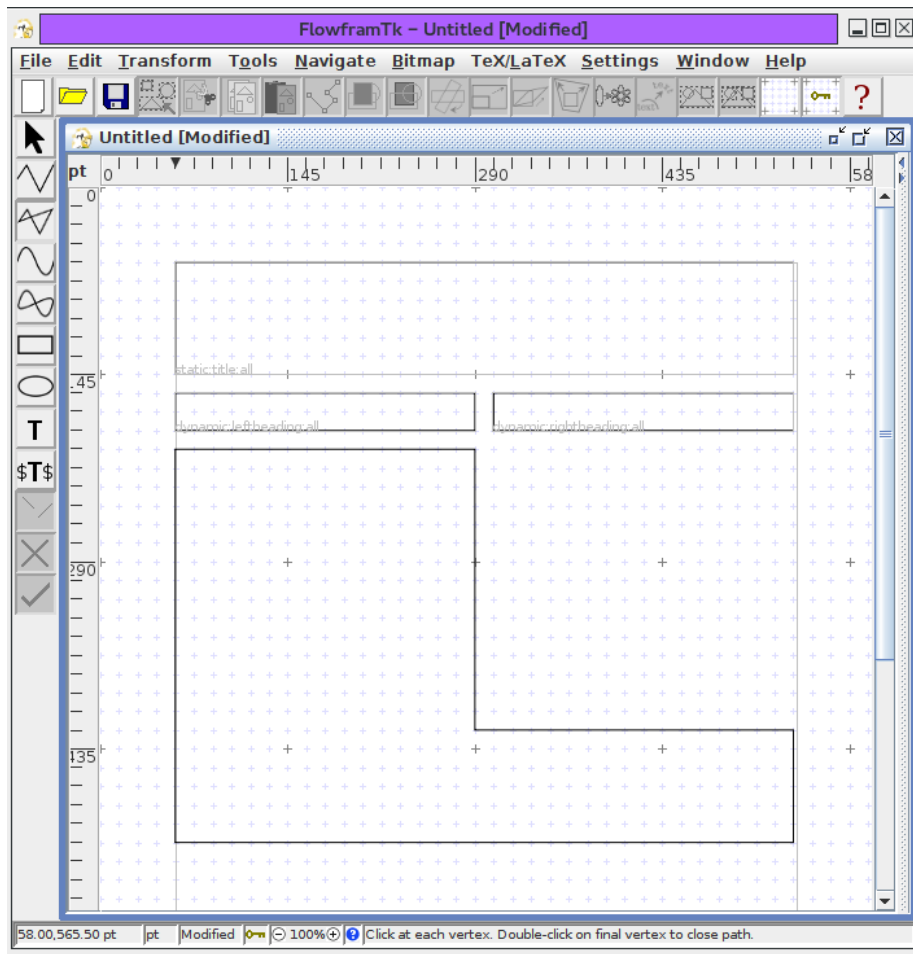 FlowframTk – Untitled [Modified]
File Edit Transform Tools Navigate Bitmap TeX/LaTeX Settings Window Help
Untitled [Modified]
pt 0 145 290 435 58
0
static:title:all
145
dynamic:leftheading:all dynamic:rightheading:all
T
$T$
290
435
58.00,565.50 pt pt Modified 100% Click at each vertex. Double-click on final vertex to close path.